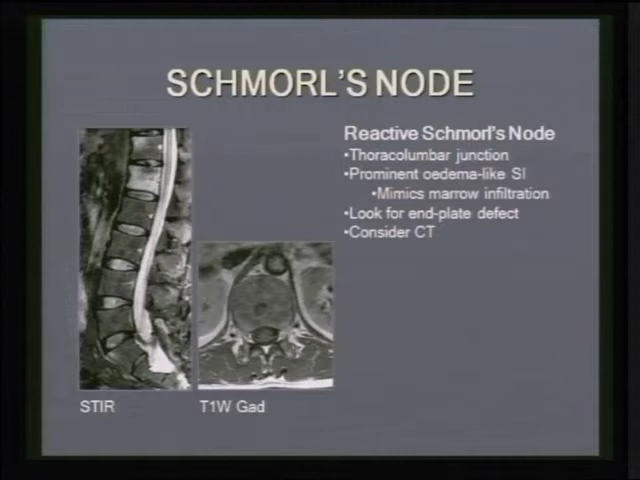 SCHMORL'S NODE
Reactive Schmorl's Node
•Thoracolumbar junction
•Prominent oedema-like SI
•Mimics marrow infiltration
•Look for end-plate defect
•Consider CT
STIR
T1W Gad